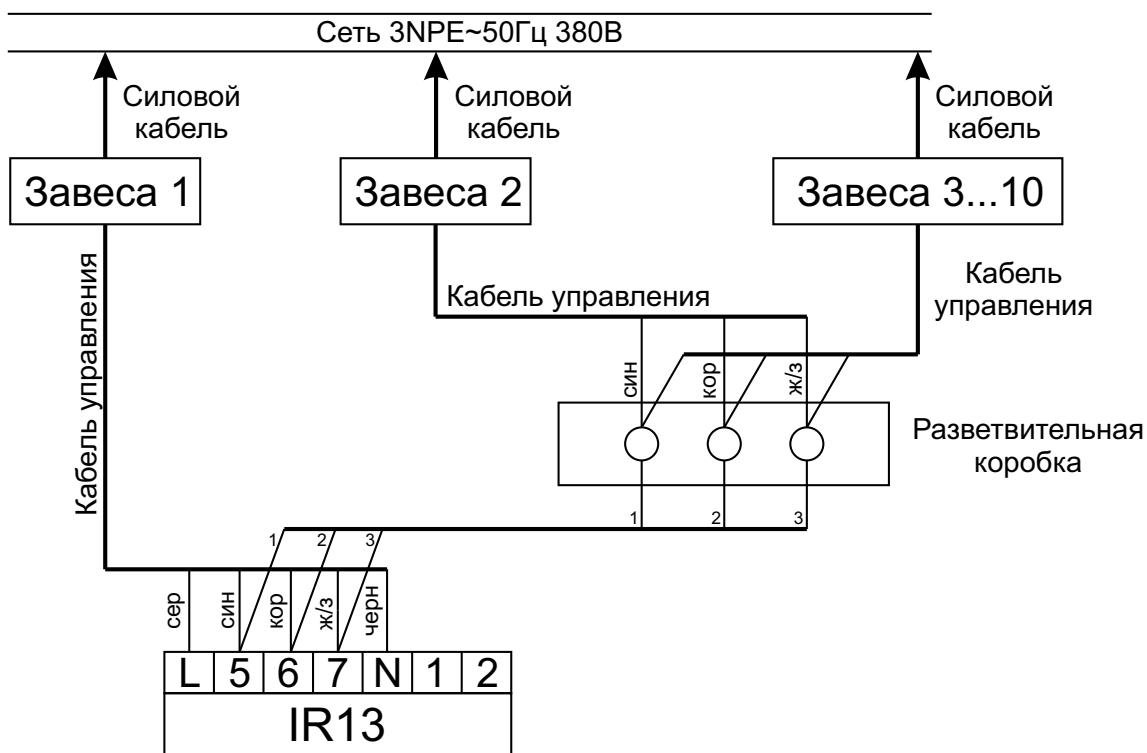 Сеть 3NPE~50Гц 380В
Силовой
кабель
Силовой
кабель
Силовой
кабель
Завеса 1
Завеса 2
Завеса 3...10
Кабель управления
Кабель управления
Кабель
управления
син
кор
ж/з
Разветвительная
коробка
1
2
3
1
2
3
сер
син
кор
ж/з
черн
L 5 6 7 N 1 2
IR13